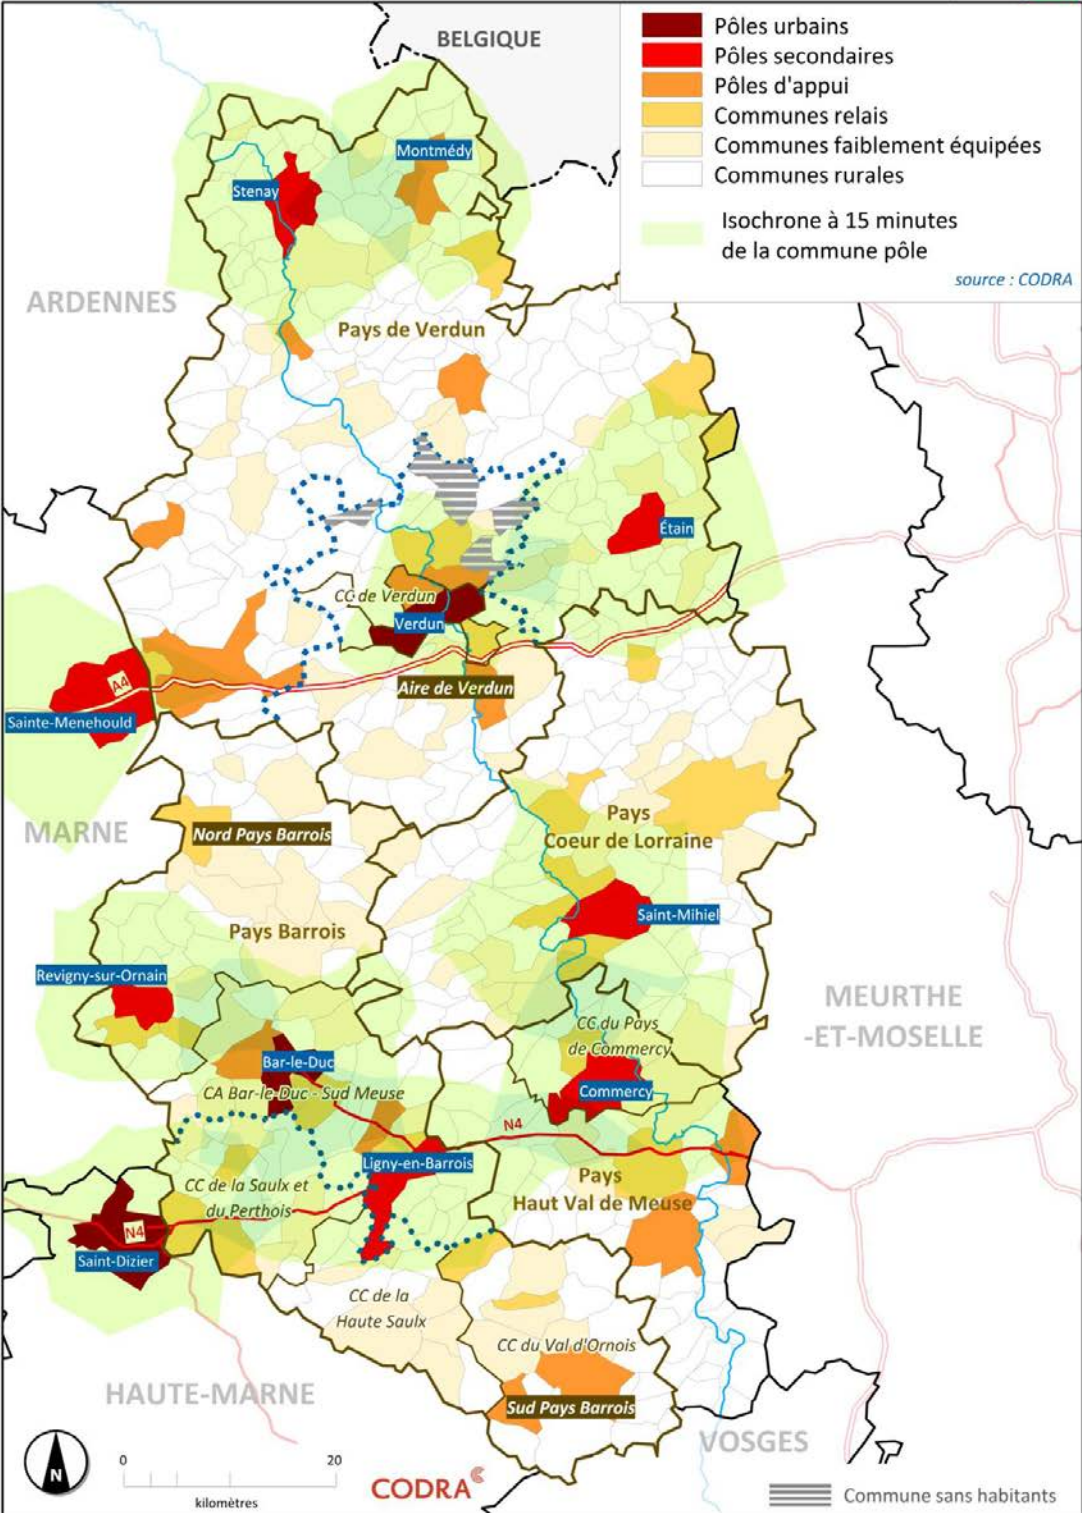 BELGIQUE
Pôles urbains
Pôles secondaires
Pôles d'appui
Communes relais
Communes faiblement équipées
Communes rurales
Isochrone à 15 minutes
de la commune pôle
source : CODRA
Montmédy
Stenay
ARDENNES
Pays de Verdun
Étain
CC de Verdun
Verdun
A4
Aire de Verdun
Sainte-Menehould
MARNE
Nord Pays Barrois
Pays
Coeur de Lorraine
Saint-Mihiel
Pays Barrois
Revigny-sur-Ornain
MEURTHE
-ET-MOSELLE
CC du Pays
de Commercy
Bar-le-Duc
CA Bar-le-Duc - Sud Meuse
Commercy
N4
Ligny-en-Barrois
Pays
Haut Val de Meuse
CC de la Saulx et
du Perthois
N4
Saint-Dizier
CC de la
Haute Saulx
CC du Val d'Ornois
Sud Pays Barrois
HAUTE-MARNE
VOSGES
N
0
20
kilomètres
CODRA
Commune sans habitants